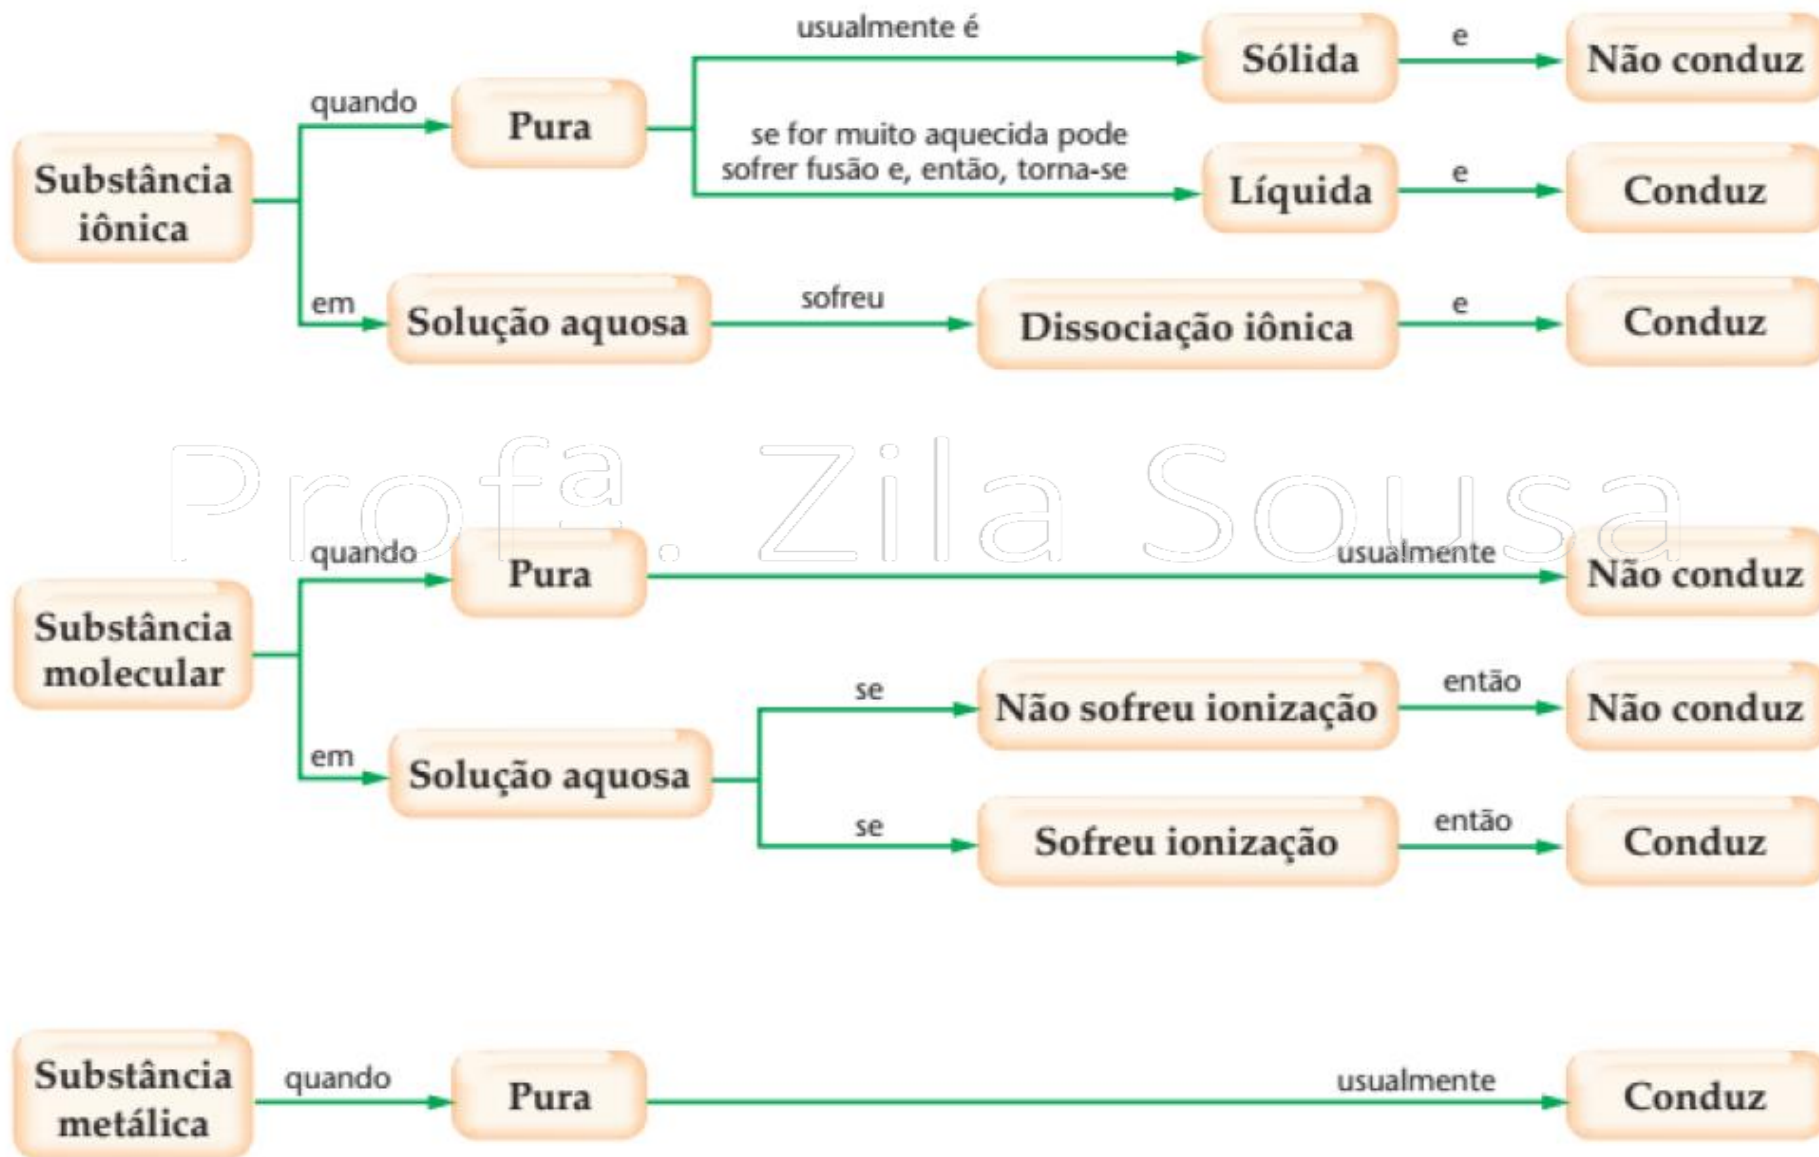 usualmente é
Sólida
e
Não conduz
quando
Pura
se for muito aquecida pode
sofrer fusão e, então, torna-se
Líquida
e
Conduz
Substância
iônica
em
Solução aquosa
sofreu
Dissociação iônica
e
Conduz
Profª. Zila Sousa
quando
Pura
usualmente
Não conduz
Substância
molecular
se
Não sofreu ionização
então
Não conduz
em
Solução aquosa
se
Sofreu ionização
então
Conduz
Substância
metálica
quando
Pura
usualmente
Conduz